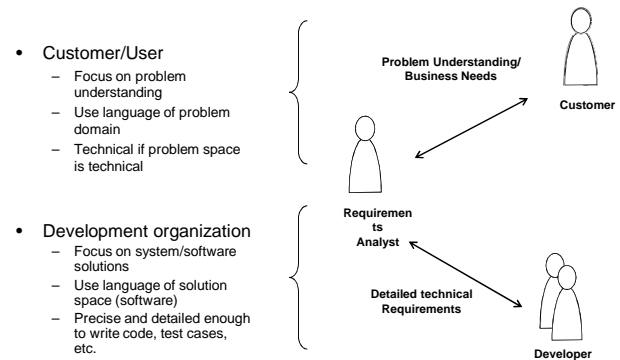 • Customer/User
– Focus on problem
understanding
– Use language of problem
domain
– Technical if problem space
is technical
• Development organization
– Focus on system/software
solutions
– Use language of solution
space (software)
– Precise and detailed enough
to write code, test cases,
etc.
Problem Understanding/
Business Needs
Customer
Requiremen
ts
Analyst
Detailed technical
Requirements
Developer